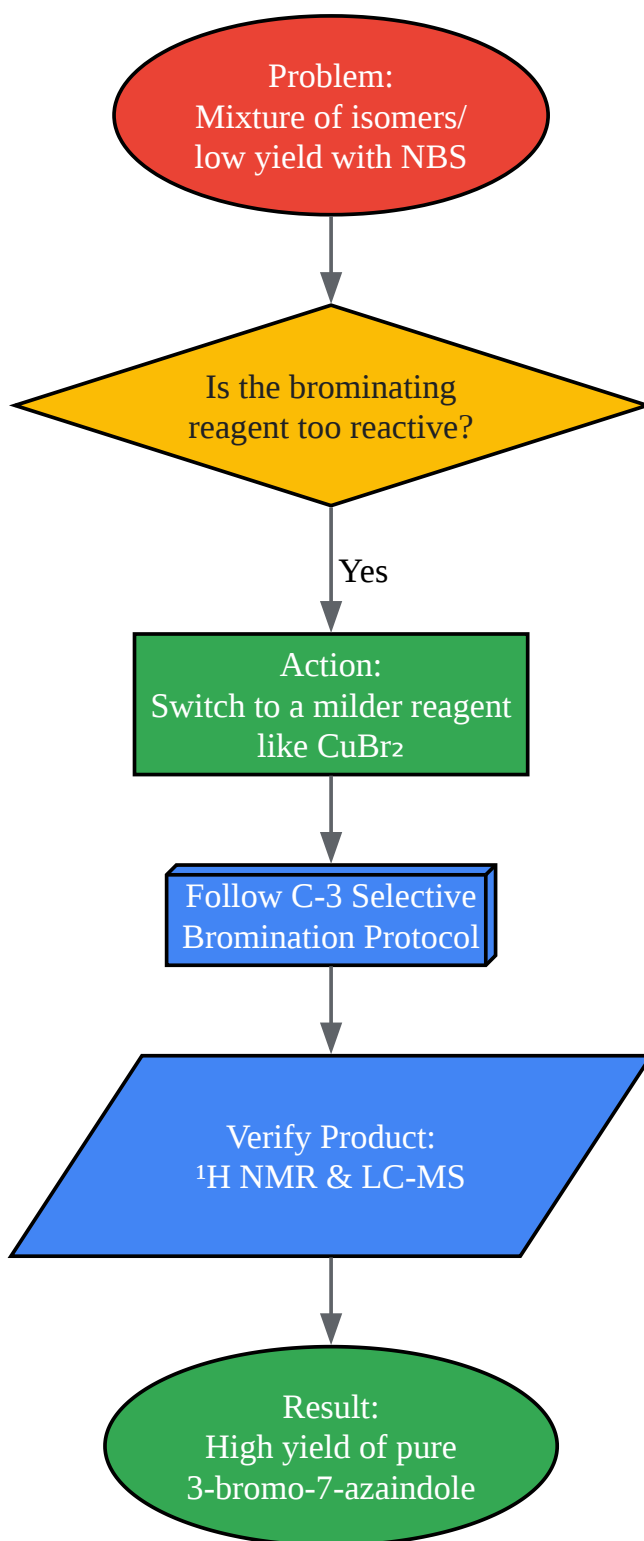 Problem:
Mixture of isomers/
low yield with NBS
Is the brominating
reagent too reactive?
Yes
Action:
Switch to a milder reagent
like CuBr₂
Follow C-3 Selective
Bromination Protocol
Verify Product:
¹H NMR & LC-MS
Result:
High yield of pure
3-bromo-7-azaindole